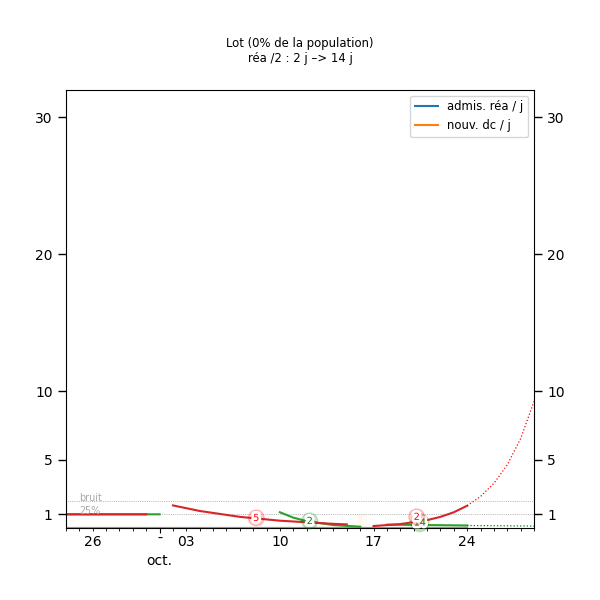 Lot (0% de la population)
réa /2 : 2 j –> 14 j
admis. réa / j
nouv. dc / j
30 30
20 20
10 10
5 5
bruit
25%
1 1
5 2 2
26 - 03 10 17 24
oct.